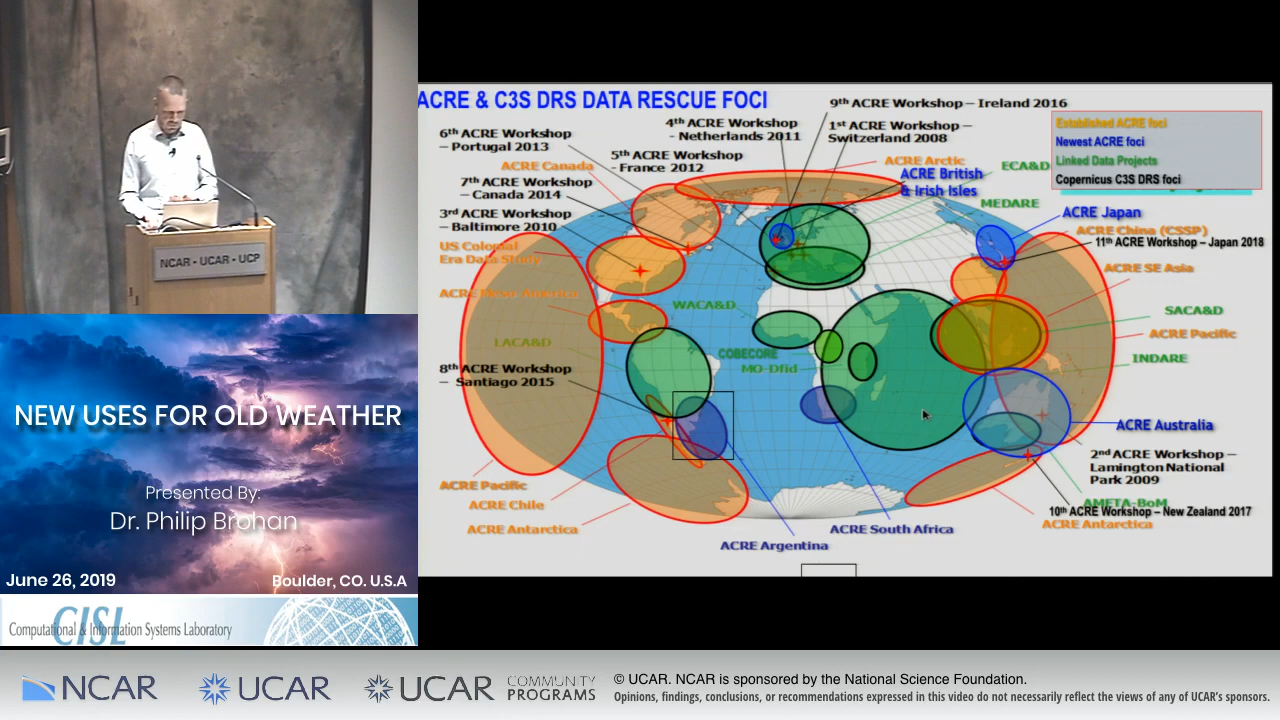 NCAR - UCAR - UCP
NEW USES FOR OLD WEATHER
Presented By:
Dr. Philip Brohan
June 26, 2019
Boulder, CO. U.S.A
CISL
Computational & Information Systems Laboratory
ACRE & C3S DRS DATA RESCUE FOCI
9th ACRE Workshop – Ireland 2016
4th ACRE Workshop
- Netherlands 2011
1st ACRE Workshop –
Switzerland 2008
6th ACRE Workshop
– Portugal 2013
5th ACRE Workshop
- France 2012
ACRE Canada
7th ACRE Workshop
– Canada 2014
3rd ACRE Workshop –
Baltimore 2010
US Colonial
Era Data Study
ACRE Meso-America
LACA&D
8th ACRE Workshop
– Santiago 2015
ACRE Pacific
ACRE Chile
ACRE Antarctica
ACRE Argentina
ACRE South Africa
WACA&D
COBECORE
MO-Dfid
ACRE Arctic
ACRE British
& Irish Isles
ECA&D
MEDARE
Established ACRE foci
Newest ACRE foci
Linked Data Projects
Copernicus C3S DRS foci
ACRE Japan
ACRE China (CSSP)
11th ACRE Workshop – Japan 2018
ACRE SE Asia
SACA&D
ACRE Pacific
INDARE
ACRE Australia
2nd ACRE Workshop –
Lamington National
Park 2009
AMETA-BoM
10th ACRE Workshop – New Zealand 2017
ACRE Antarctica
NCAR
UCAR
UCAR
COMMUNITY
PROGRAMS
© UCAR. NCAR is sponsored by the National Science Foundation.
Opinions, findings, conclusions, or recommendations expressed in this video do not necessarily reflect the views of any of UCAR's sponsors.